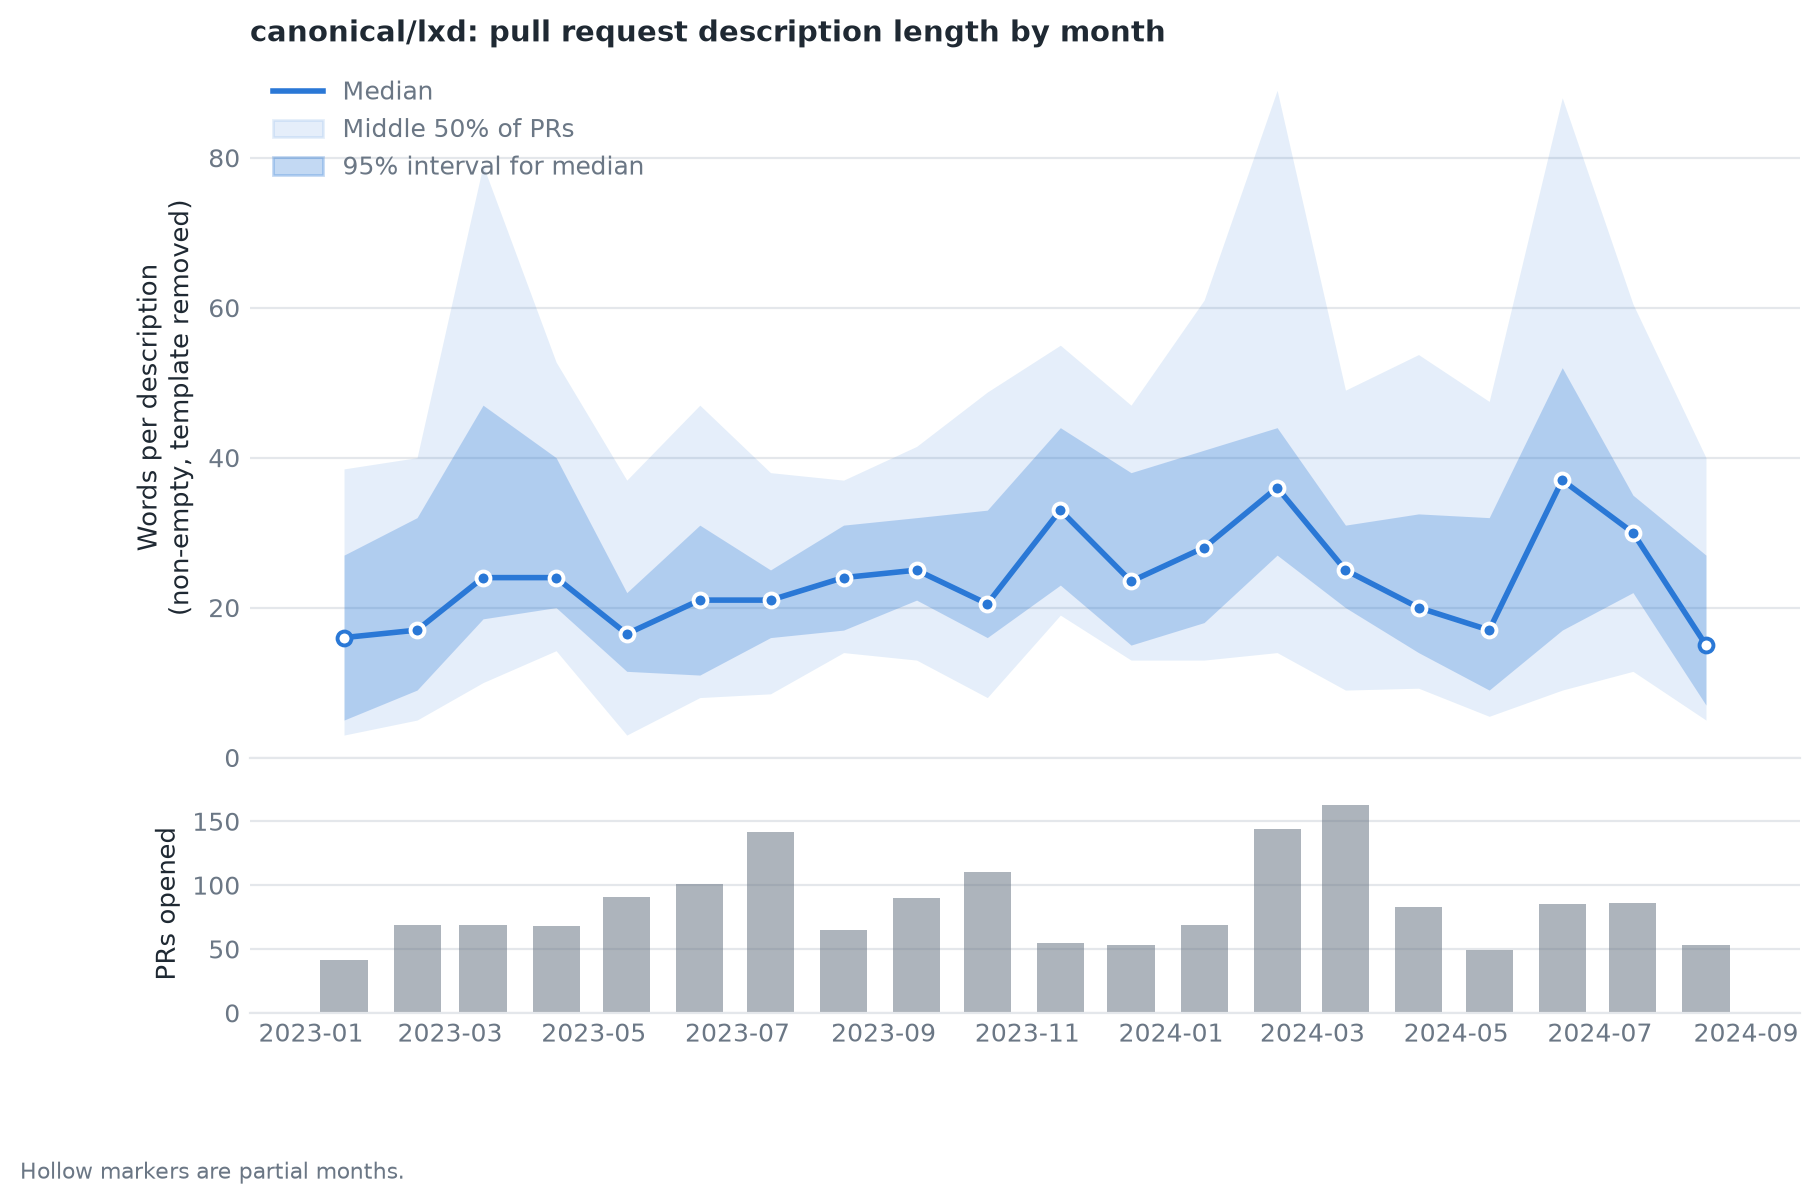 canonical/lxd: pull request description length by month
Median
Middle 50% of PRs
95% interval for median
Words per description
(non-empty, template removed)
80
60
40
20
0
PRs opened
150
100
50
0
2023-01
2023-03
2023-05
2023-07
2023-09
2023-11
2024-01
2024-03
2024-05
2024-07
2024-09
Hollow markers are partial months.